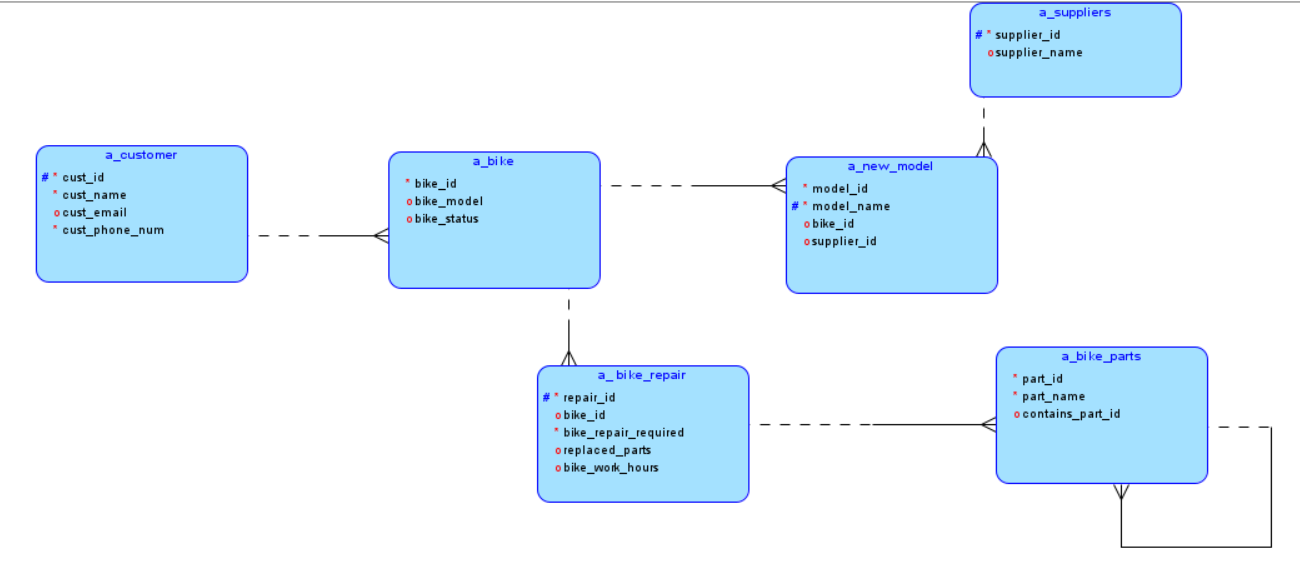 a_suppliers
# * supplier_id
o supplier_name
a_customer
# * cust_id
* cust_name
o cust_email
* cust_phone_num
a_bike
* bike_id
o bike_model
o bike_status
a_new_model
* model_id
# * model_name
o bike_id
o supplier_id
a_bike_repair
# * repair_id
o bike_id
* bike_repair_required
o replaced_parts
o bike_work_hours
a_bike_parts
* part_id
* part_name
o contains_part_id